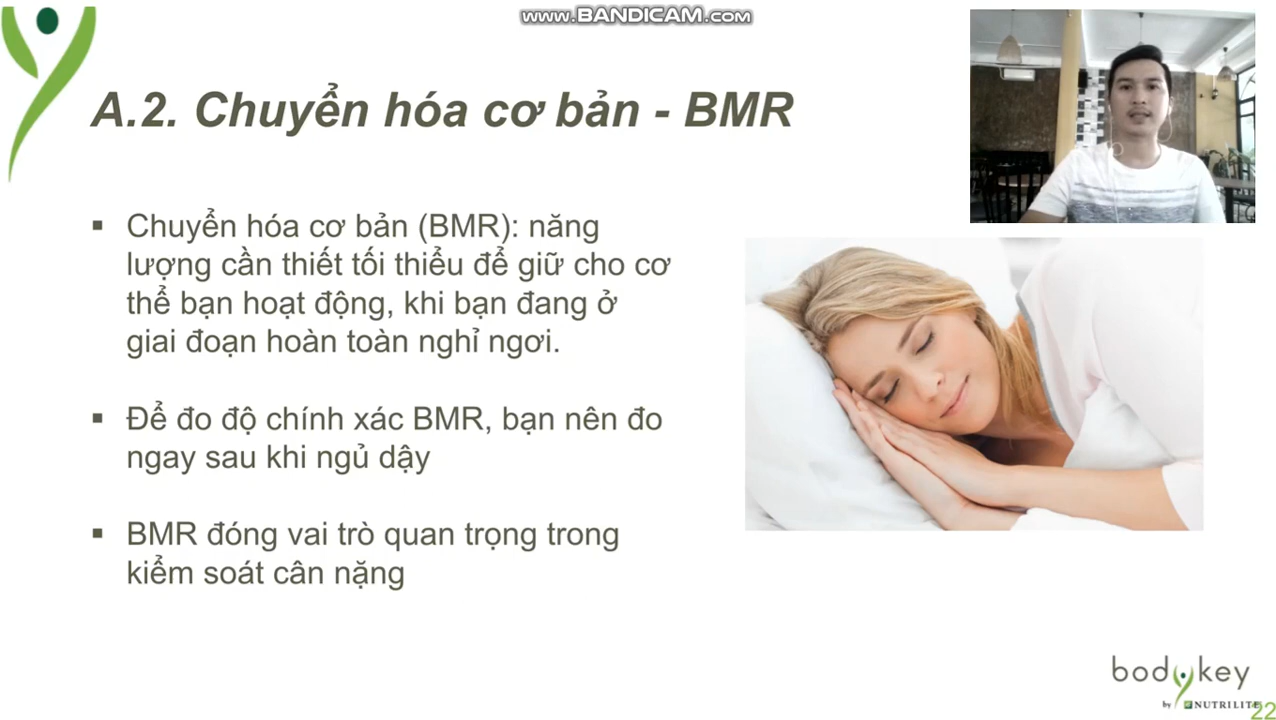 www.BANDICAM.com
A.2. Chuyển hóa cơ bản - BMR
▪ Chuyển hóa cơ bản (BMR): năng
lượng cần thiết tối thiểu để giữ cho cơ
thể bạn hoạt động, khi bạn đang ở
giai đoạn hoàn toàn nghỉ ngơi.
▪ Để đo độ chính xác BMR, bạn nên đo
ngay sau khi ngủ dậy
▪ BMR đóng vai trò quan trọng trong
kiểm soát cân nặng
bodykey
by NUTRILITE
22